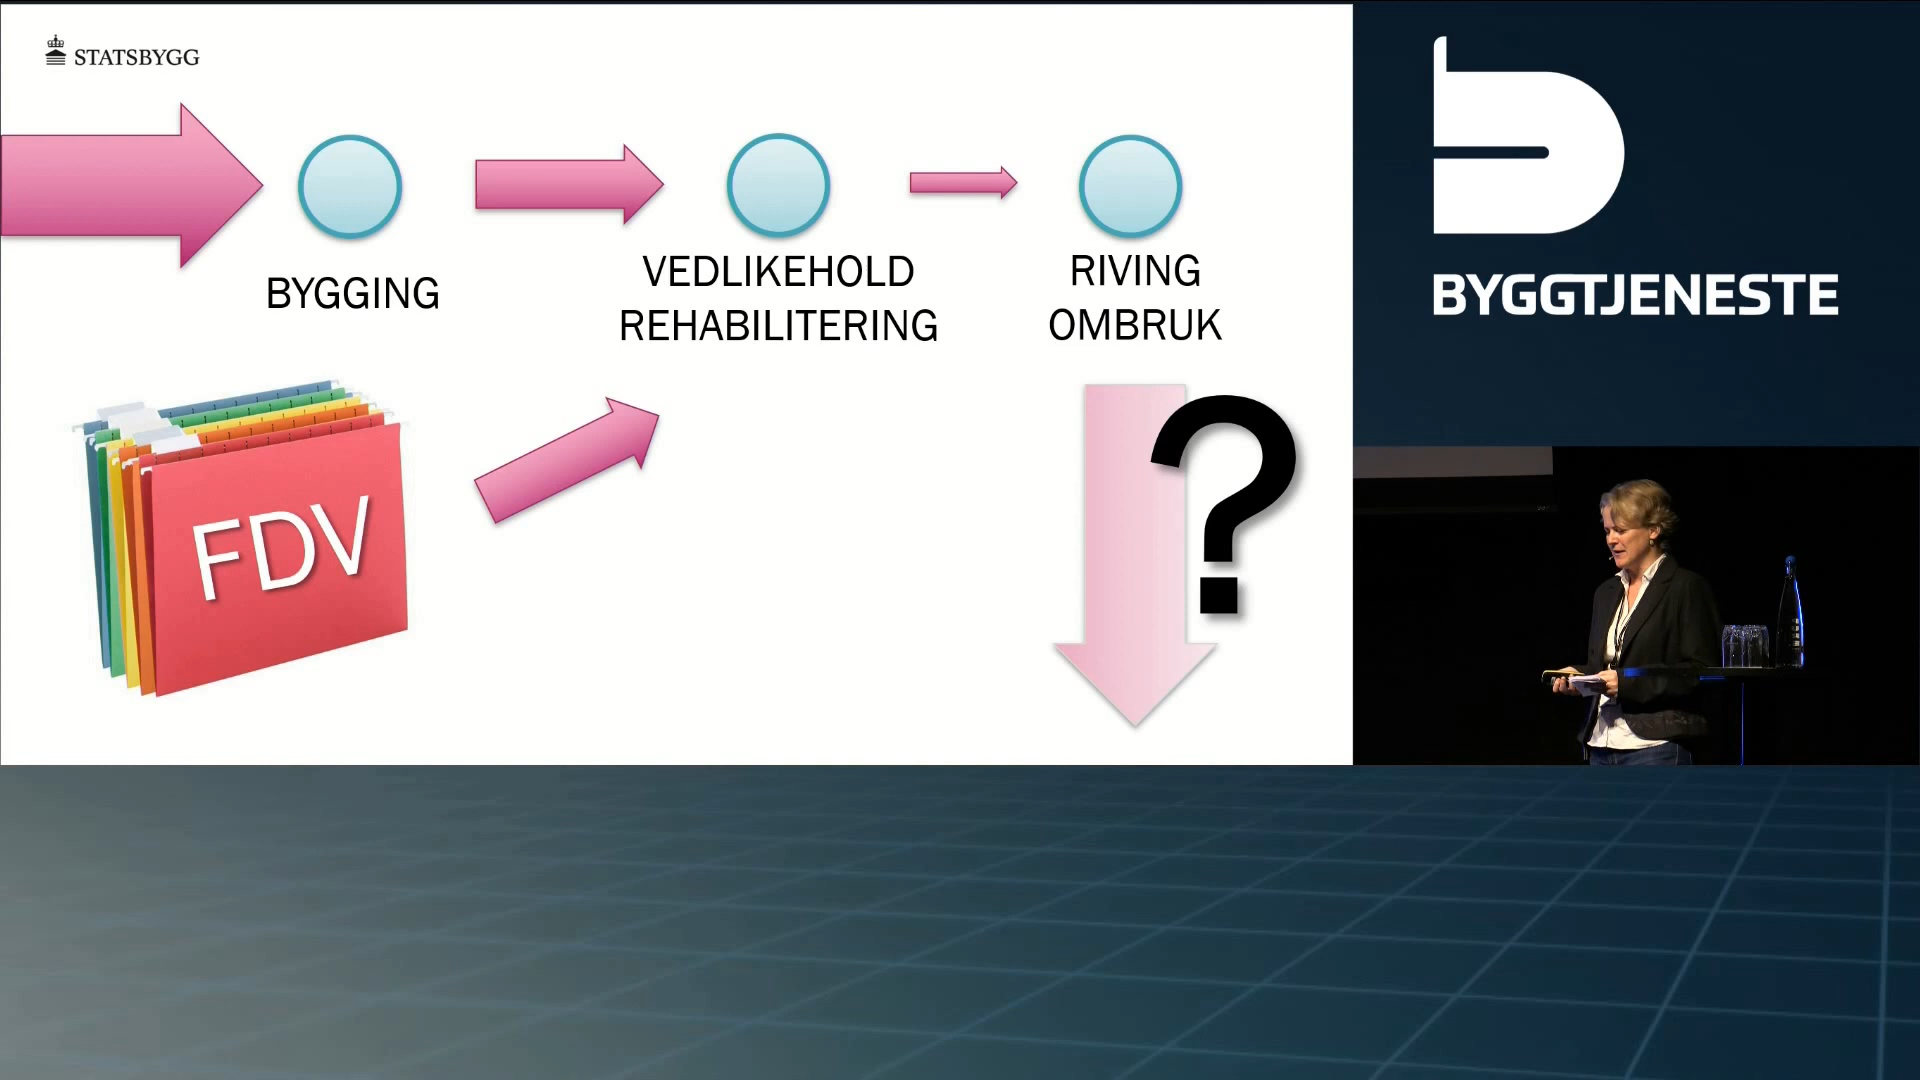 STATSBYGG
BYGGING
VEDLIKEHOLD
REHABILITERING
RIVING
OMBRUK
FDV
?
BYGGTJENESTE